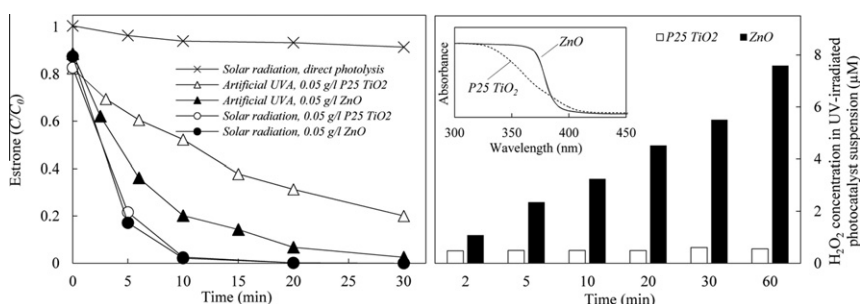 Estrone (C/C0)
1
0.8
0.6
0.4
0.2
0
0 5 10 15 20 25 30
Time (min)
Solar radiation, direct photolysis
Artificial UVA, 0.05 g/l P25 TiO2
Artificial UVA, 0.05 g/l ZnO
Solar radiation, 0.05 g/l P25 TiO2
Solar radiation, 0.05 g/l ZnO
Absorbance
ZnO
P25 TiO2
300 350 400 450
Wavelength (nm)
P25 TiO2 ZnO
8
6
4
2
0
H2O2 concentration in UV-irradiated
photocatalyst suspension (μM)
2 5 10 20 30 60
Time (min)